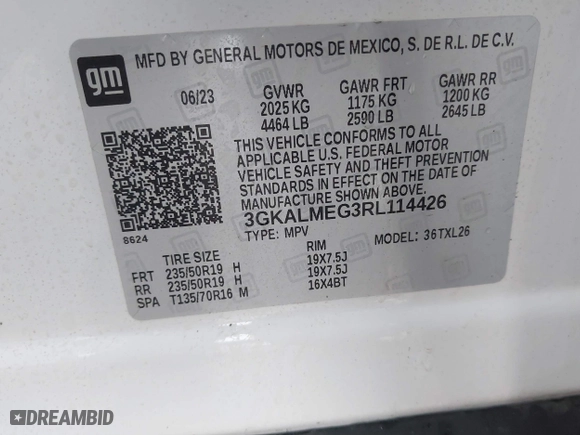 gm
MFD BY GENERAL MOTORS DE MEXICO, S. DE R.L. DE C.V.
06/23 GVWR GAWR FRT GAWR RR
2025 KG 1175 KG 1200 KG
4464 LB 2590 LB 2645 LB
THIS VEHICLE CONFORMS TO ALL
APPLICABLE U.S. FEDERAL MOTOR
VEHICLE SAFETY AND THEFT PREVENTION
STANDARDS IN EFFECT ON THE DATE OF
MANUFACTURE SHOWN ABOVE.
3GKALMEG3RL114426
8624 TYPE: MPV MODEL: 36TXL26
TIRE SIZE RIM
FRT 235/50R19 H 19X7.5J
RR 235/50R19 H 19X7.5J
SPA T135/70R16 M 16X4BT
DREAMBID